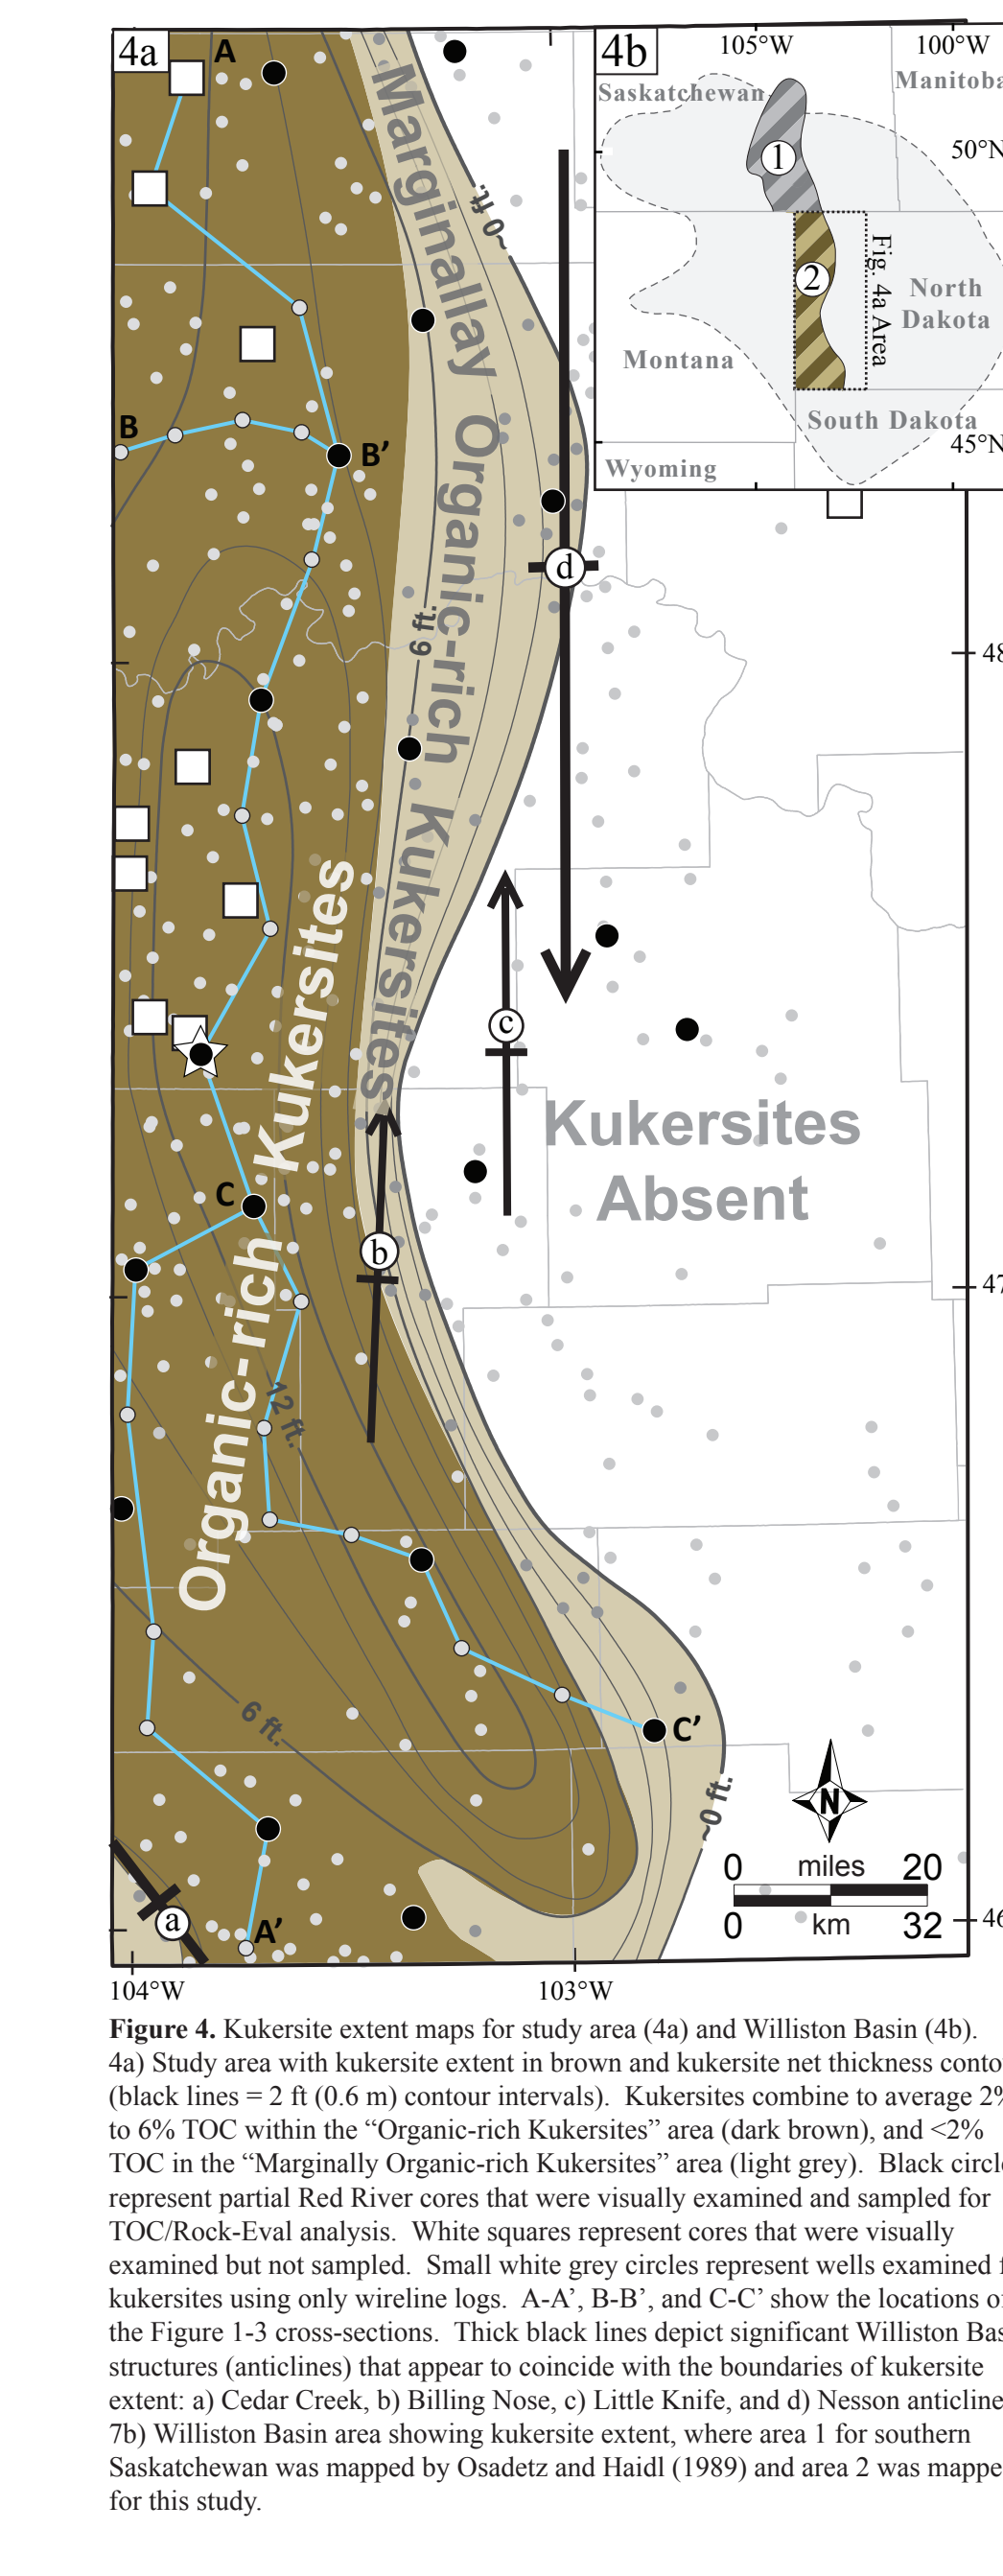 4a
A
4b
105°W
100°W
Saskatchewan
Manitoba
50°N
1
2
Fig. 4a Area
North
Dakota
Montana
South Dakota
45°N
Wyoming
~0 ft.
Marginallay Organic-rich Kukersites
B
B’
d
6 ft.
48
Organic-rich Kukersites
c
Kukersites
Absent
C
b
47
12 ft.
6 ft.
C’
~0 ft.
N
0 miles 20
0 km 32
a
A’
46
104°W
103°W
Figure 4. Kukersite extent maps for study area (4a) and Williston Basin (4b).
4a) Study area with kukersite extent in brown and kukersite net thickness conto
(black lines = 2 ft (0.6 m) contour intervals). Kukersites combine to average 2%
to 6% TOC within the “Organic-rich Kukersites” area (dark brown), and <2%
TOC in the “Marginally Organic-rich Kukersites” area (light grey). Black circle
represent partial Red River cores that were visually examined and sampled for
TOC/Rock-Eval analysis. White squares represent cores that were visually
examined but not sampled. Small white grey circles represent wells examined f
kukersites using only wireline logs. A-A’, B-B’, and C-C’ show the locations of
the Figure 1-3 cross-sections. Thick black lines depict significant Williston Bas
structures (anticlines) that appear to coincide with the boundaries of kukersite
extent: a) Cedar Creek, b) Billing Nose, c) Little Knife, and d) Nesson anticline
7b) Williston Basin area showing kukersite extent, where area 1 for southern
Saskatchewan was mapped by Osadetz and Haidl (1989) and area 2 was mappe
for this study.